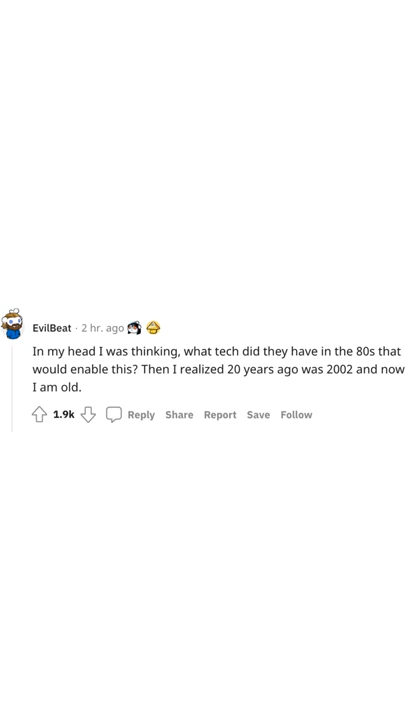 EvilBeat · 2 hr. ago
In my head I was thinking, what tech did they have in the 80s that
would enable this? Then I realized 20 years ago was 2002 and now
I am old.
1.9k Reply Share Report Save Follow